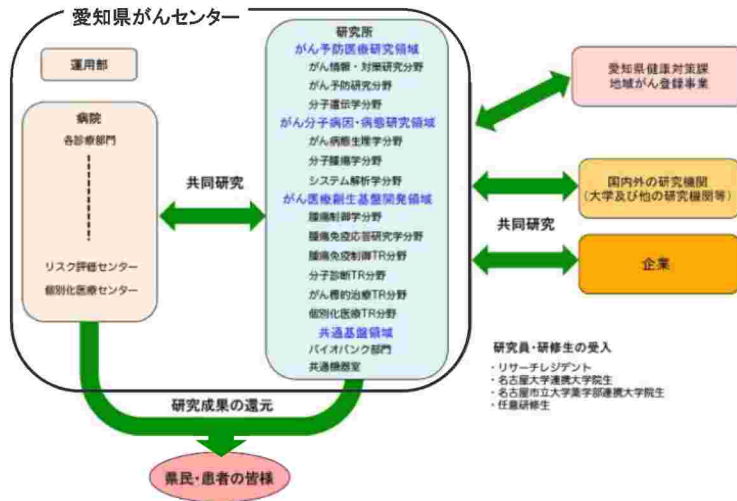 愛知県がんセンター
運用部
病院
各診療部門
リスク評価センター
個別化医療センター
共同研究
研究所
がん予防医療研究領域
がん情報・対策研究分野
がん予防研究分野
分子遺伝学分野
がん分子病因・病態研究領域
がん病態生理学分野
分子腫瘍学分野
システム解析学分野
がん医療創生基盤開発領域
腫瘍制御学分野
腫瘍免疫応答研究学分野
腫瘍免疫制御TR分野
分子診断TR分野
がん標的治療TR分野
個別化医療TR分野
共通基盤領域
バイオバンク部門
共通機器室
愛知県健康対策課
地域がん登録事業
国内外の研究機関
(大学及び他の研究機関等)
共同研究
企業
研究員・研修生の受入
・リサーチレジデント
・名古屋大学連携大学院生
・名古屋市立大学薬学部連携大学院生
・任意研修生
研究成果の還元
県民・患者の皆様